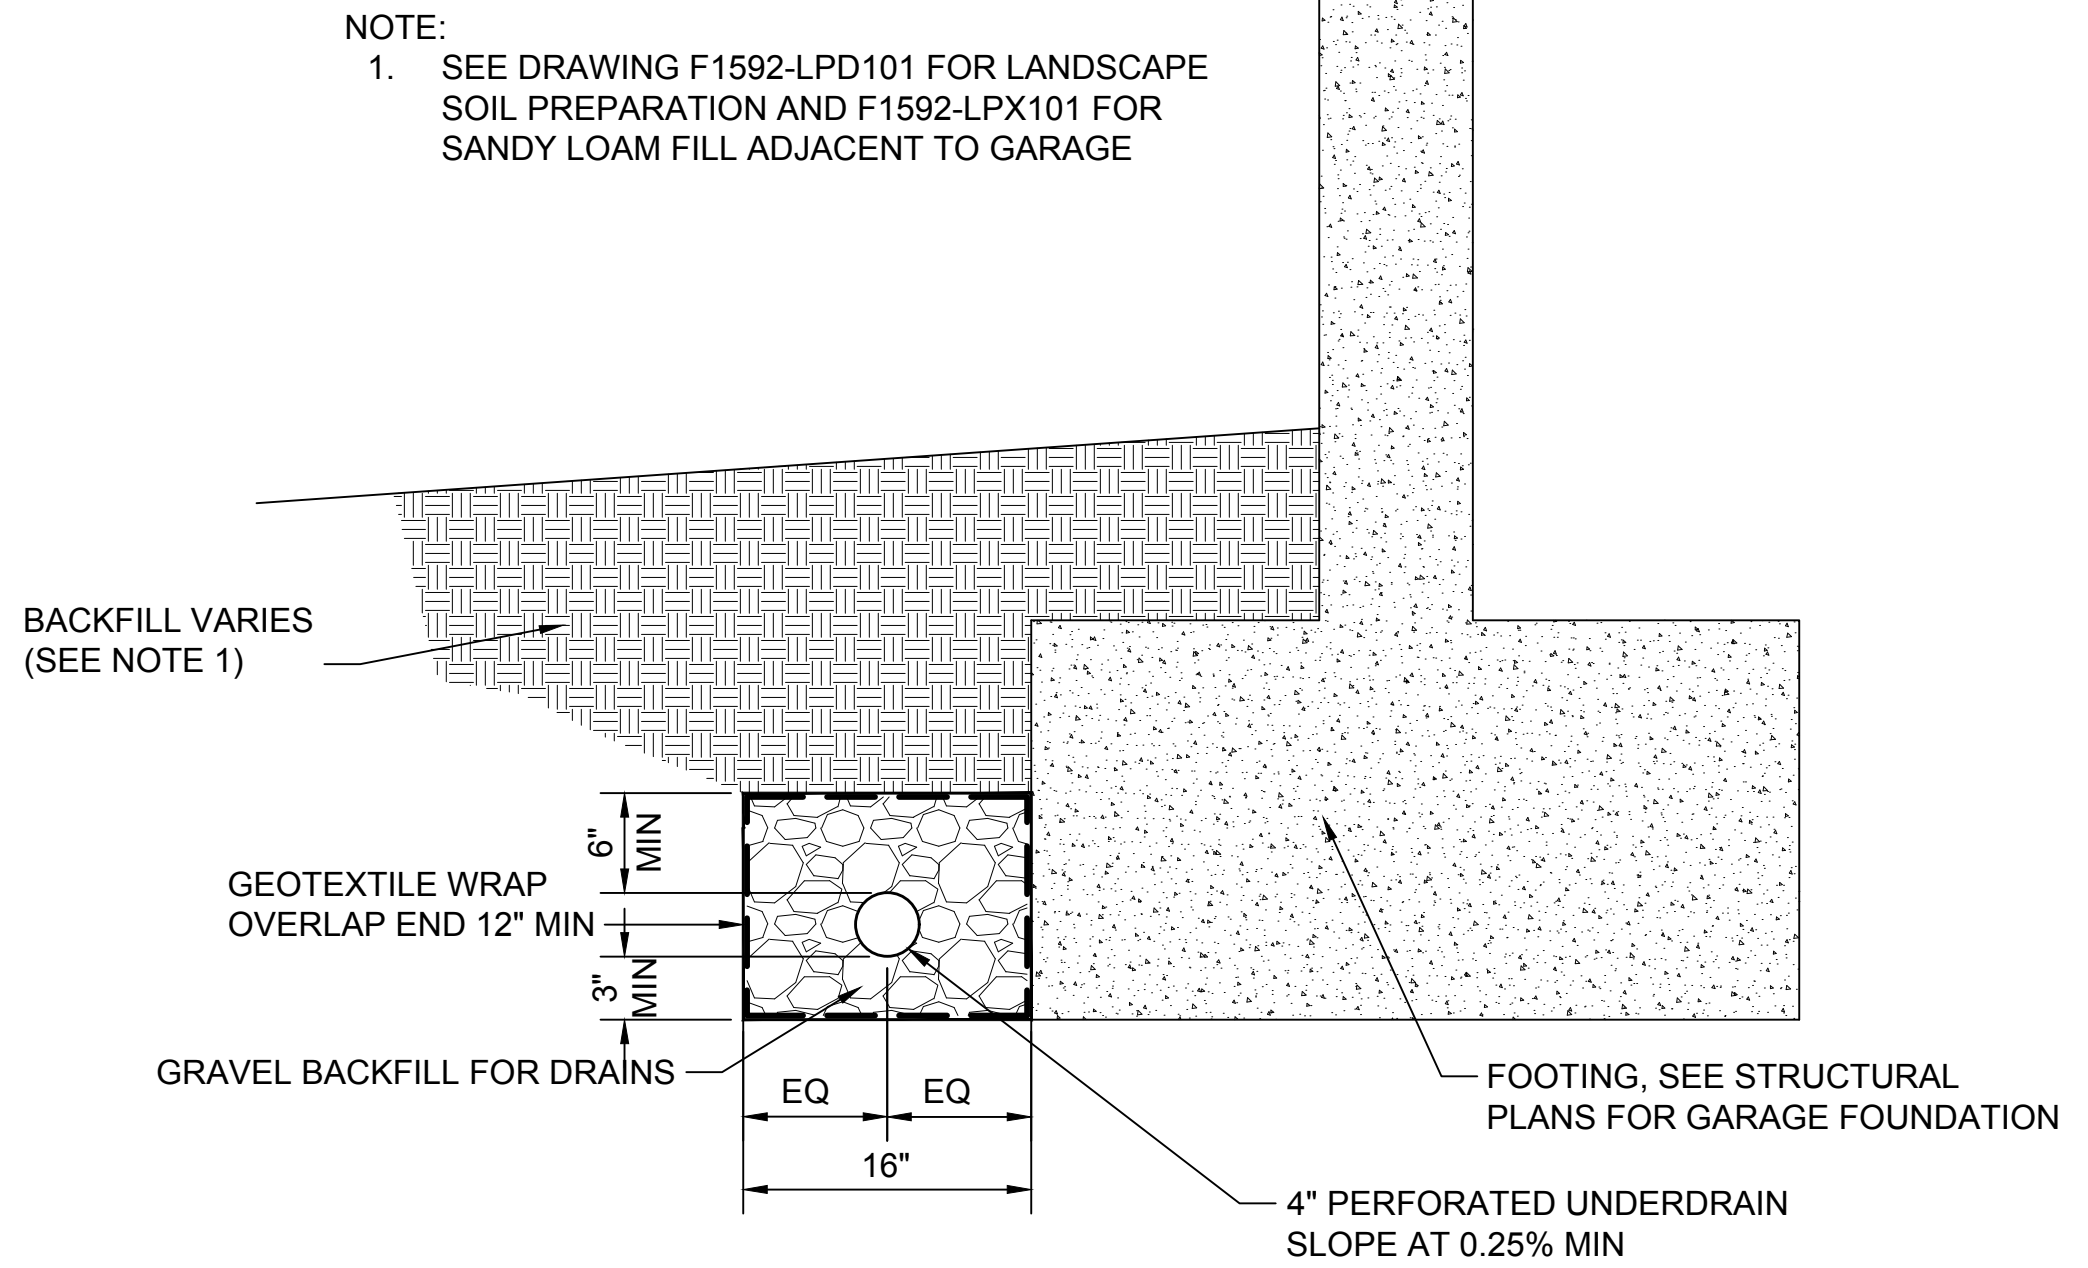 NOTE:
1. SEE DRAWING F1592-LPD101 FOR LANDSCAPE
SOIL PREPARATION AND F1592-LPX101 FOR
SANDY LOAM FILL ADJACENT TO GARAGE
BACKFILL VARIES
(SEE NOTE 1)
6"
MIN
GEOTEXTILE WRAP
OVERLAP END 12" MIN
3"
MIN
GRAVEL BACKFILL FOR DRAINS
EQ
EQ
16"
FOOTING, SEE STRUCTURAL
PLANS FOR GARAGE FOUNDATION
4" PERFORATED UNDERDRAIN
SLOPE AT 0.25% MIN